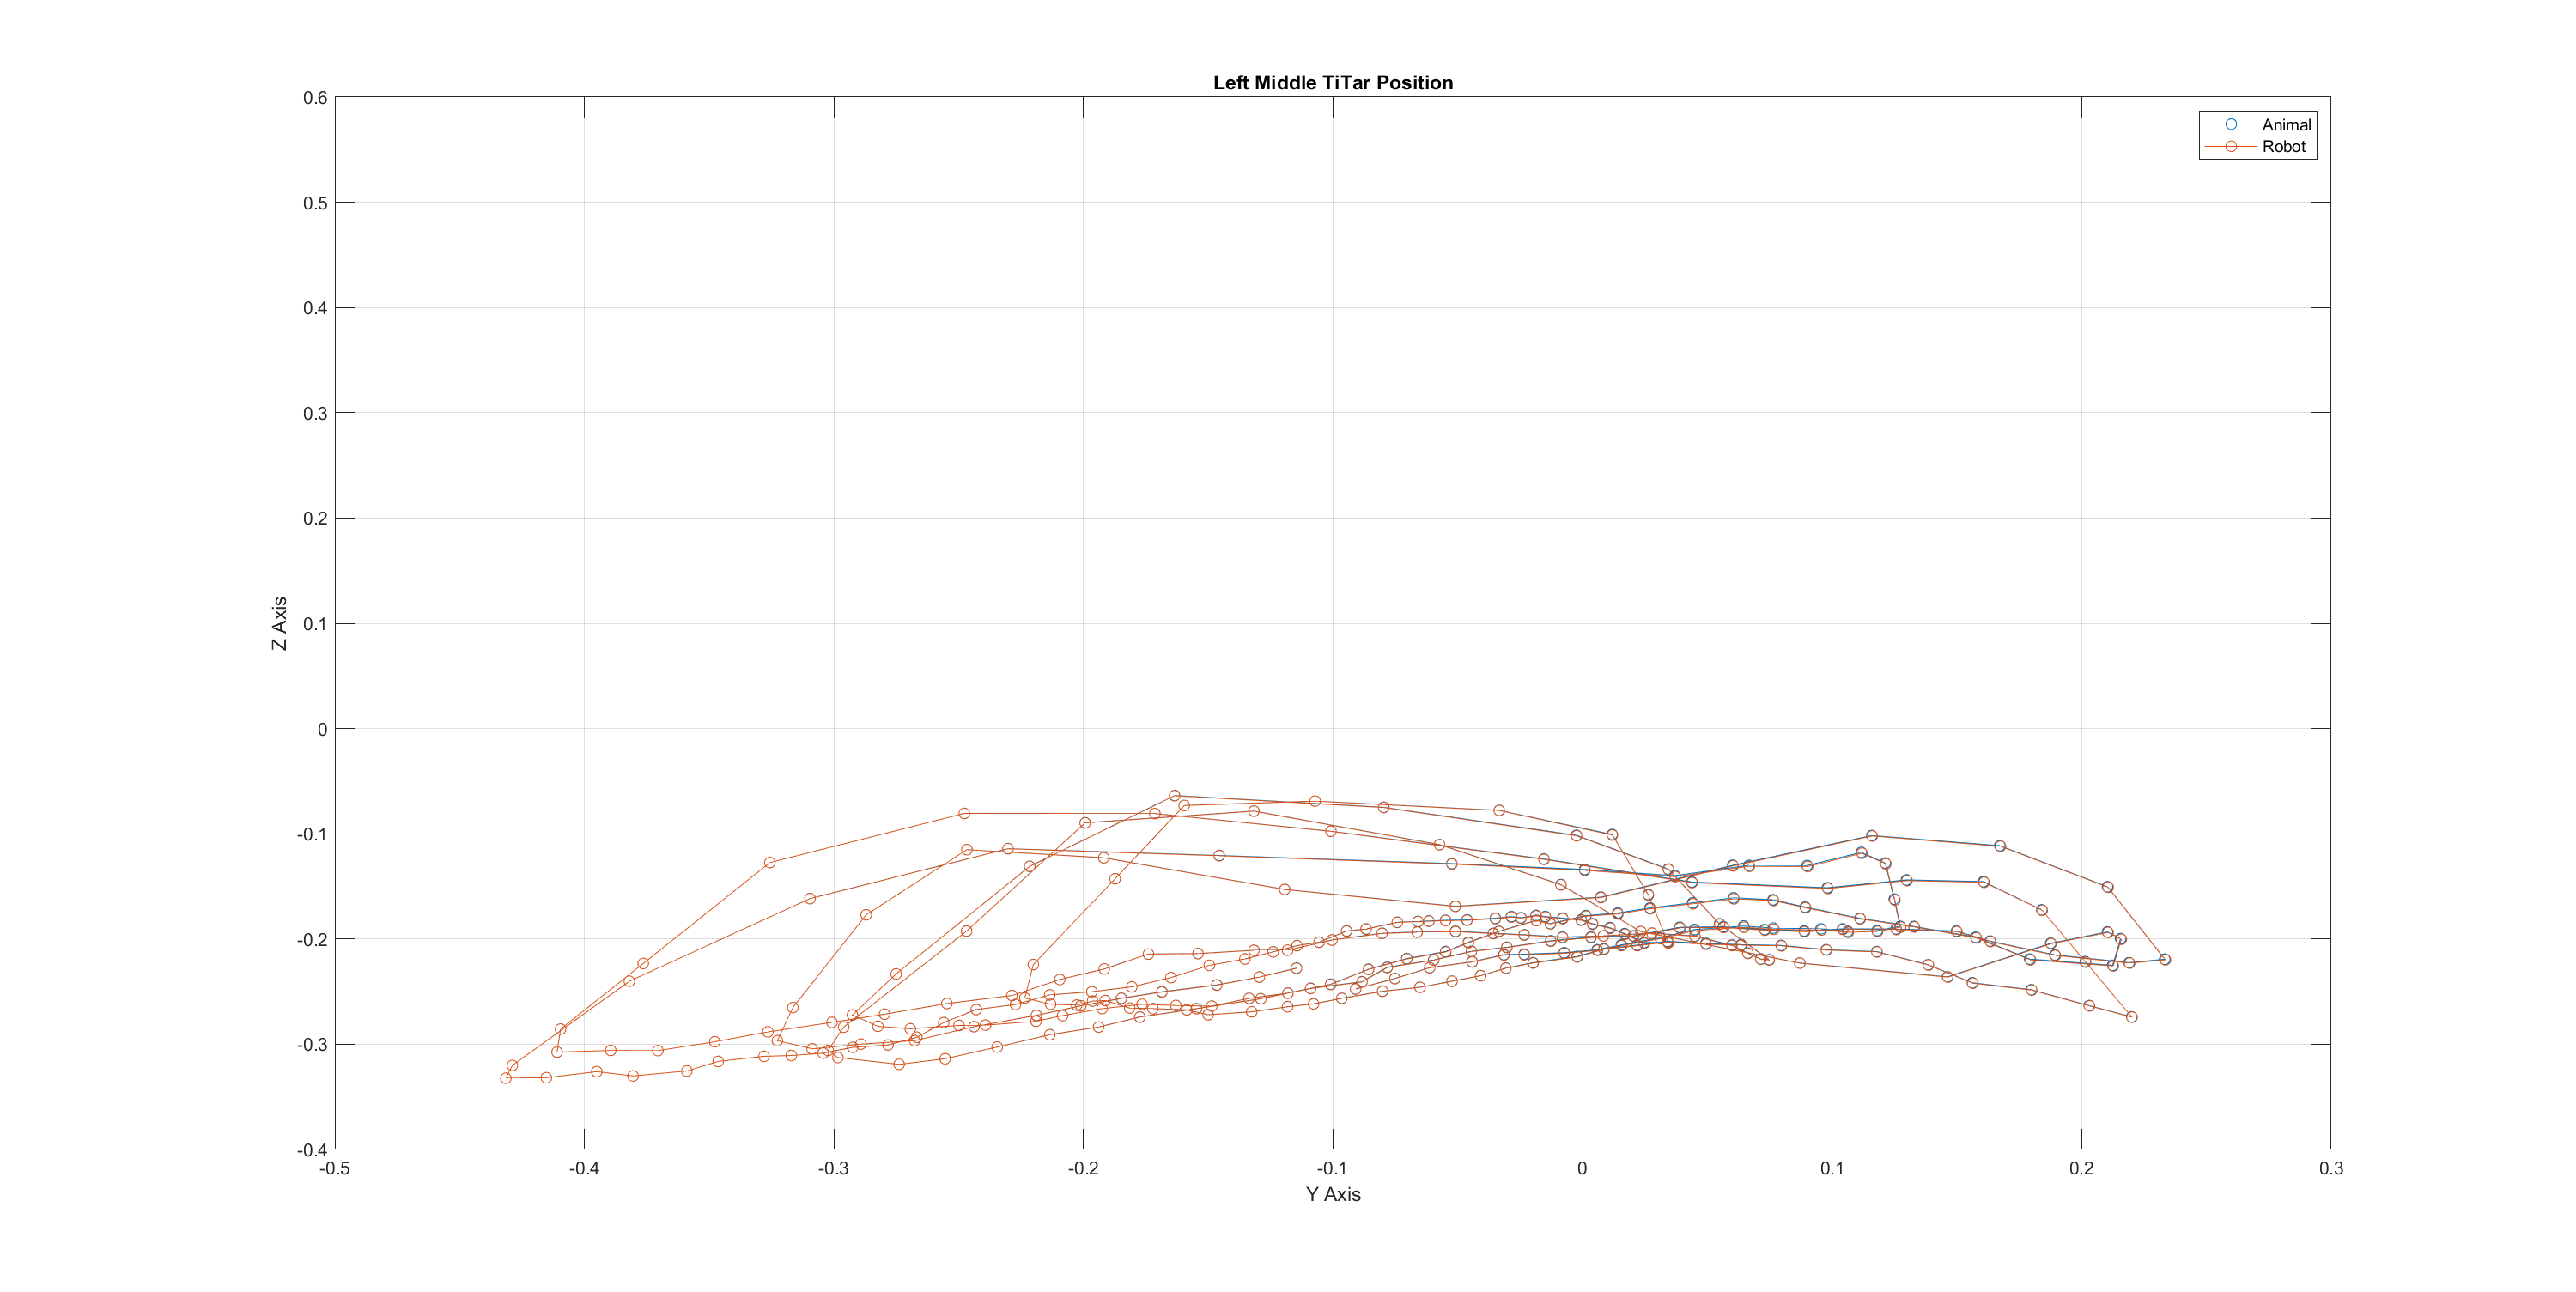 Left Middle TiTar Position
Animal
Robot
0.6
0.5
0.4
0.3
0.2
0.1
0
-0.1
-0.2
-0.3
-0.4
Z Axis
-0.5 -0.4 -0.3 -0.2 -0.1 0 0.1 0.2 0.3
Y Axis